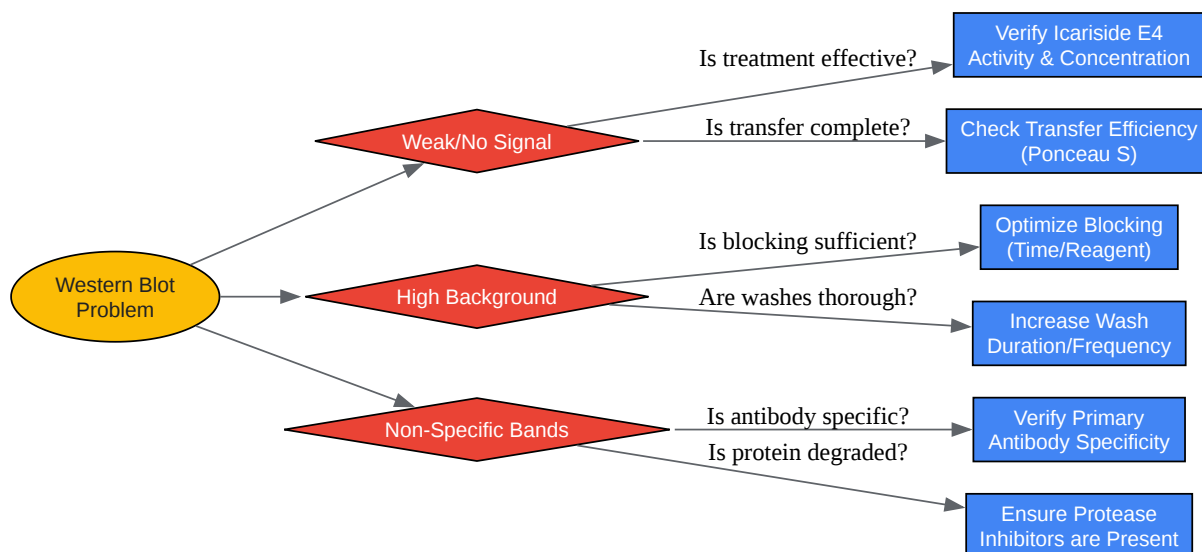 Verify Icariside E4
Activity & Concentration
Is treatment effective?
Weak/No Signal
Is transfer complete?
Check Transfer Efficiency
(Ponceau S)
Western Blot
Problem
Is blocking sufficient?
Optimize Blocking
(Time/Reagent)
High Background
Are washes thorough?
Increase Wash
Duration/Frequency
Non-Specific Bands
Is antibody specific?
Verify Primary
Antibody Specificity
Is protein degraded?
Ensure Protease
Inhibitors are Present